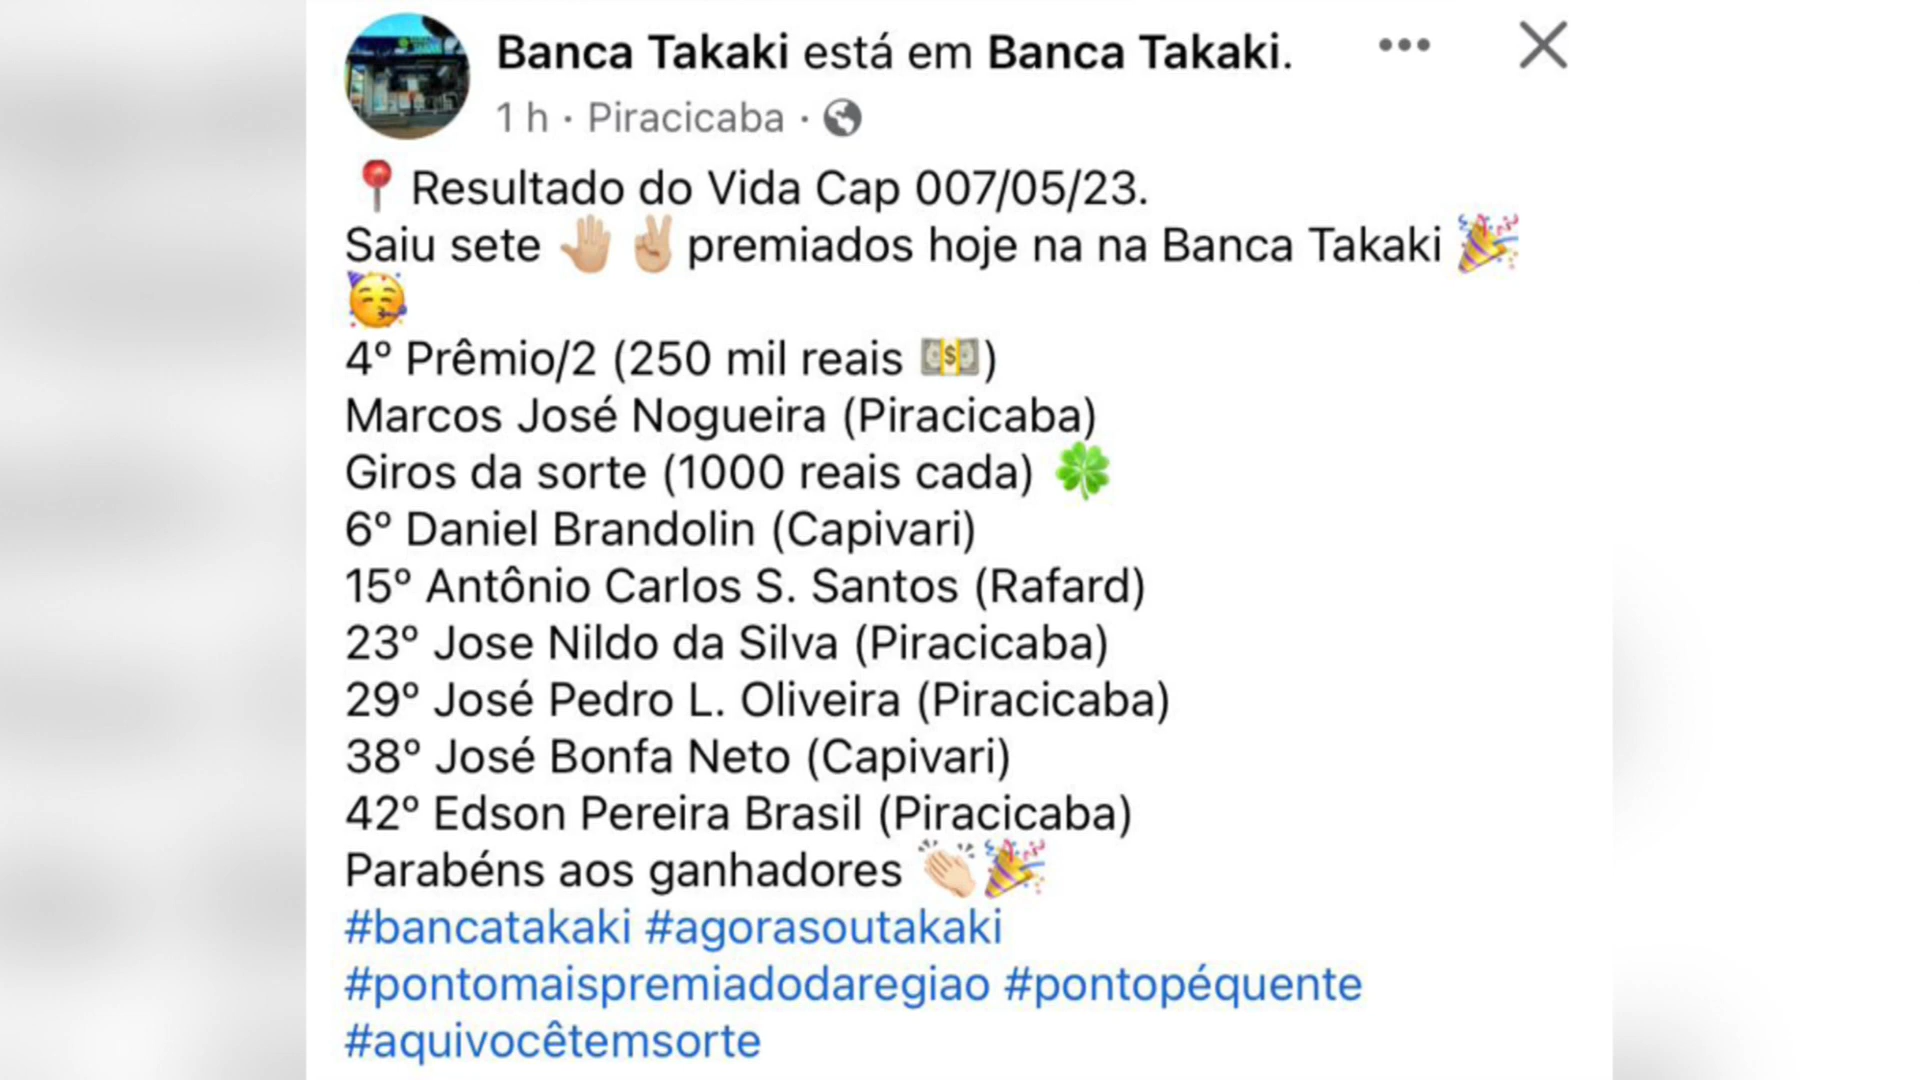 Banca Takaki está em Banca Takaki.
1 h · Piracicaba ·
📍 Resultado do Vida Cap 007/05/23.
Saiu sete 🤚🏼 ✌🏼 premiados hoje na na Banca Takaki 🎉
🥳
4º Prêmio/2 (250 mil reais 💵)
Marcos José Nogueira (Piracicaba)
Giros da sorte (1000 reais cada) 🍀
6º Daniel Brandolin (Capivari)
15º Antônio Carlos S. Santos (Rafard)
23º Jose Nildo da Silva (Piracicaba)
29º José Pedro L. Oliveira (Piracicaba)
38º José Bonfa Neto (Capivari)
42º Edson Pereira Brasil (Piracicaba)
Parabéns aos ganhadores 👏🏻🎉
#bancatakaki #agorasoutakaki
#pontomaispremiadodaregiao #pontopéquente
#aquivocêtemsorte